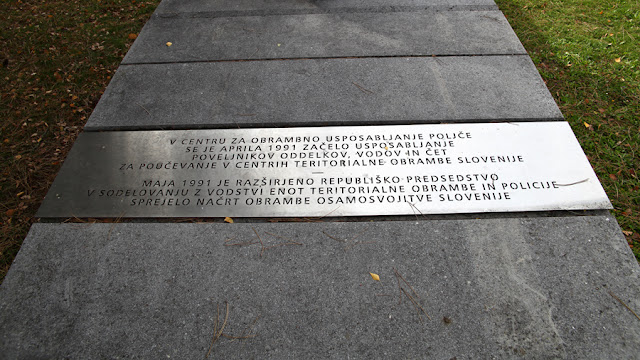 V CENTRU ZA OBRAMBNO USPOSABLJANJE POLJČE
SE JE APRILA 1991 ZAČELO USPOSABLJANJE
POVELJNIKOV ODDELKOV, VODOV IN ČET
ZA POUČEVANJE V CENTRIH TERITORIALNE OBRAMBE SLOVENIJE
—
MAJA 1991 JE RAZŠIRJENO REPUBLIŠKO PREDSEDSTVO
V SODELOVANJU Z VODSTVI ENOT TERITORIALNE OBRAMBE IN POLICIJE
SPREJELO NAČRT OBRAMBE OSAMOSVOJITVE SLOVENIJE